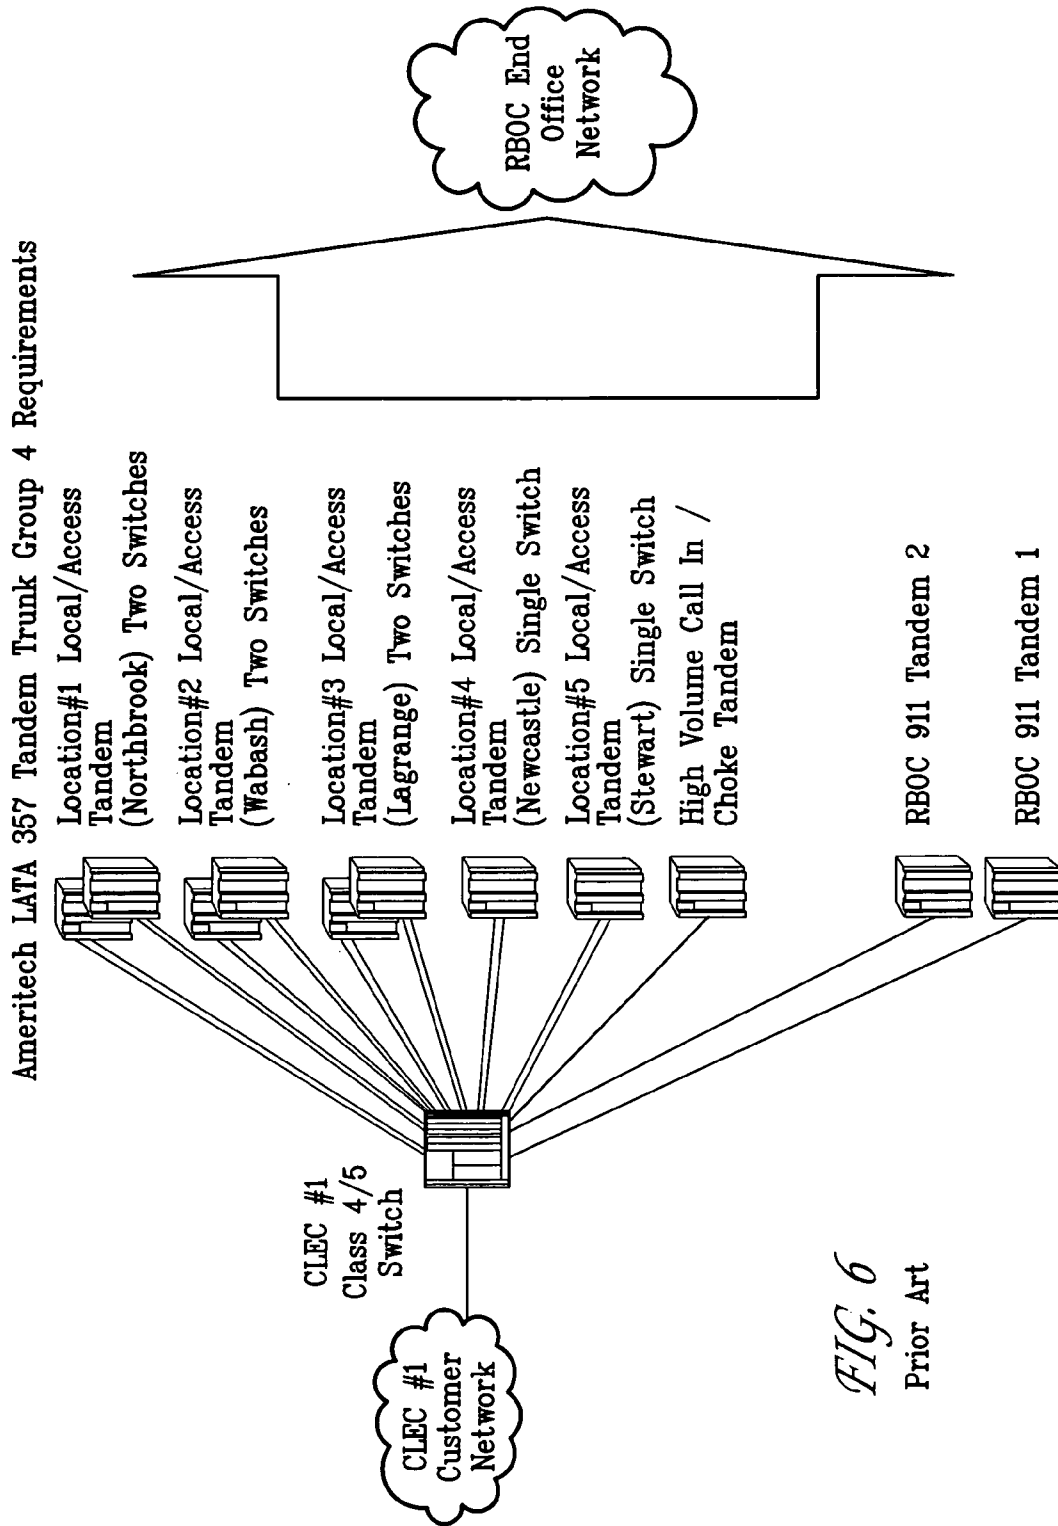 Ameritech LATA 357 Tandem Trunk Group 4 Requirements
Location#1 Local/Access
Tandem
(Northbrook) Two Switches
Location#2 Local/Access
Tandem
(Wabash) Two Switches
Location#3 Local/Access
Tandem
(Lagrange) Two Switches
Location#4 Local/Access
Tandem
(Newcastle) Single Switch
Location#5 Local/Access
Tandem
(Stewart) Single Switch
High Volume Call In /
Choke Tandem
RBOC 911 Tandem 2
RBOC 911 Tandem 1
CLEC #1
Class 4/5
Switch
CLEC #1
Customer
Network
RBOC End
Office
Network
FIG. 6
Prior Art